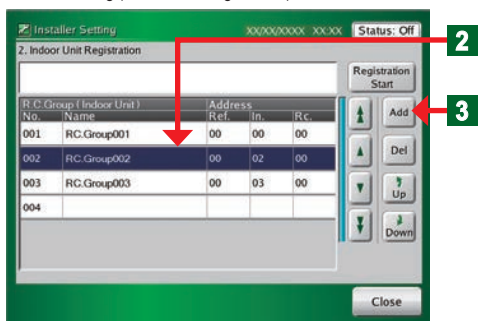 Installer Setting XX/XX/XXXX XX:XX Status: Off
2. Indoor Unit Registration
Registration
Start
R.C.Group ( Indoor Unit ) Address
No. Name Ref. In. Rc.
001 RC.Group001 00 00 00
002 RC.Group002 00 02 00
003 RC.Group003 00 03 00
004
Add
Del
Up
Down
Close
2
3